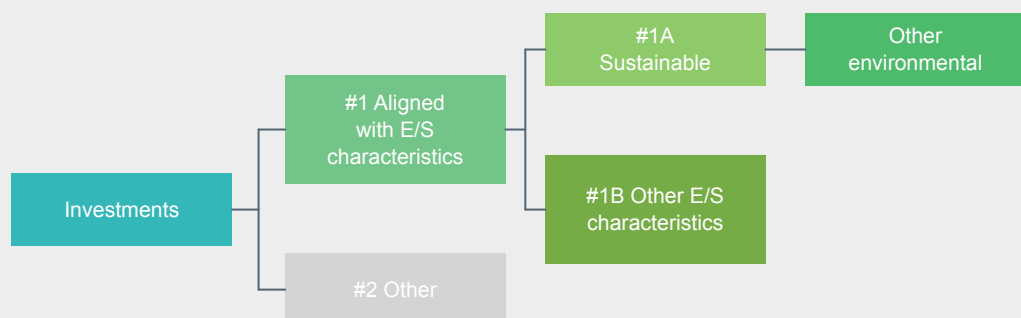 #1A
Sustainable
Other
environmental
#1 Aligned
with E/S
characteristics
#1B Other E/S
characteristics
Investments
#2 Other